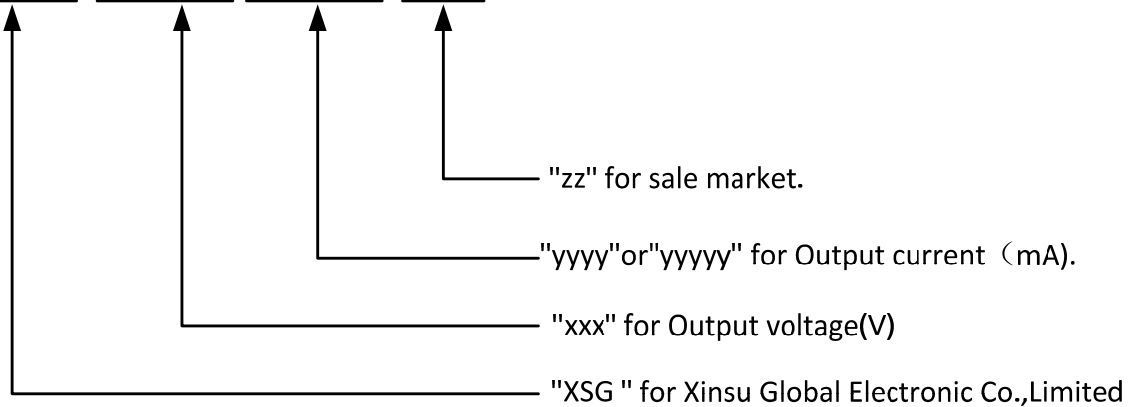 "zz" for sale market.
"yyyy"or"yyyyy" for Output current（mA).
"xxx" for Output voltage(V)
"XSG " for Xinsu Global Electronic Co.,Limited